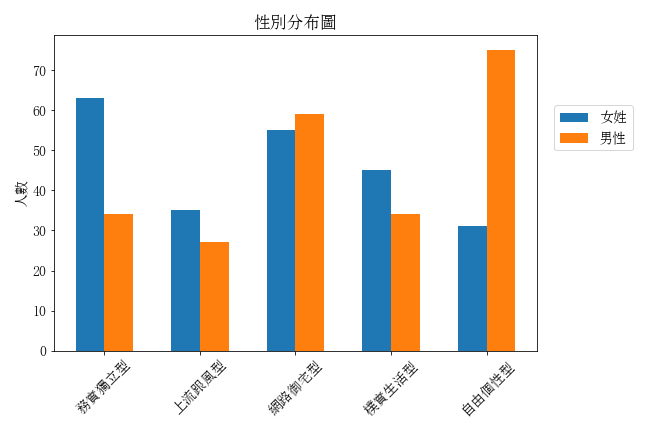 性別分布圖
人數
70
60
50
40
30
20
10
0
務實獨立型
上流跟風型
網路御宅型
樸實生活型
自由個性型
女姓
男性